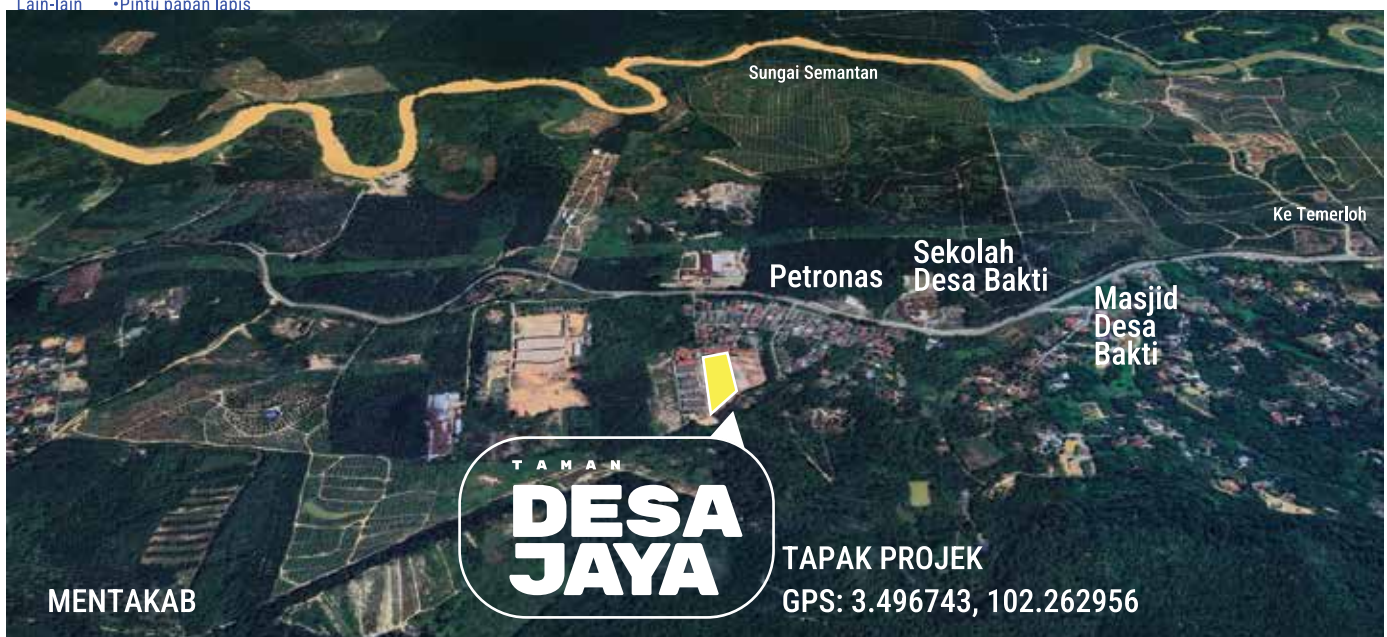 Lain-lain •Pintu papan lapis
Sungai Semantan
Ke Temerloh
Petronas
Sekolah
Desa Bakti
Masjid
Desa
Bakti
TAMAN
DESA
JAYA
TAPAK PROJEK
GPS: 3.496743, 102.262956
MENTAKAB